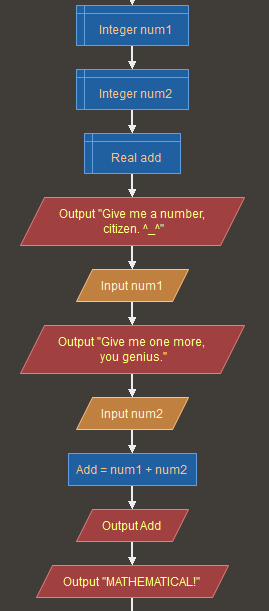 Integer num1
Integer num2
Real add
Output "Give me a number,
citizen. ^_^"
Input num1
Output "Give me one more,
you genius."
Input num2
Add = num1 + num2
Output Add
Output "MATHEMATICAL!"